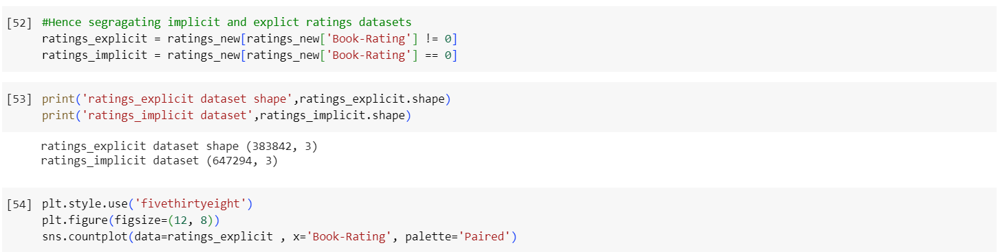 [52] #Hence segragating implicit and explict ratings datasets
ratings_explicit = ratings_new[ratings_new['Book-Rating'] != 0]
ratings_implicit = ratings_new[ratings_new['Book-Rating'] == 0]
[53] print('ratings_explicit dataset shape',ratings_explicit.shape)
print('ratings_implicit dataset',ratings_implicit.shape)
ratings_explicit dataset shape (383842, 3)
ratings_implicit dataset (647294, 3)
[54] plt.style.use('fivethirtyeight')
plt.figure(figsize=(12, 8))
sns.countplot(data=ratings_explicit , x='Book-Rating', palette='Paired')